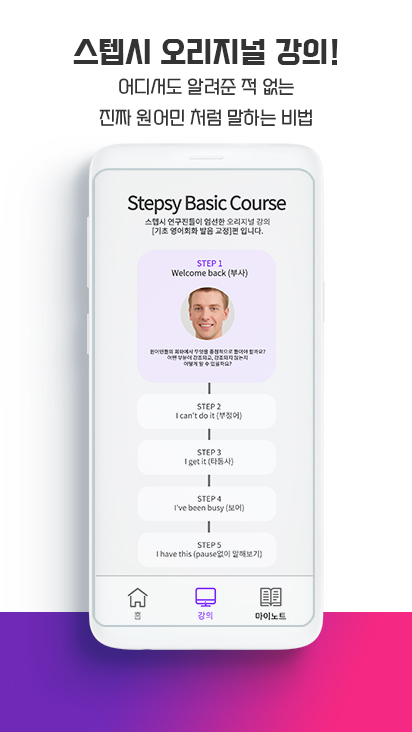 스텝시 오리지널 강의!
어디서도 알려준 적 없는
진짜 원어민 처럼 말하는 비법
Stepsy Basic Course
스텝시 연구진들이 엄선한 오리지널 강의
[기초 영어회화 발음 교정]편 입니다.
STEP 1
Welcome back (부사)
원어민들의 회화에서 무엇을 중점적으로 들어야 할까요?
어떤 부분이 강조되고, 강조되지 않는지
어떻게 알 수 있을까요?
STEP 2
I can't do it (부정어)
STEP 3
I get it (타동사)
STEP 4
I've been busy (보어)
STEP 5
I have this (pause없이 말해보기)
홈
강의
마이노트